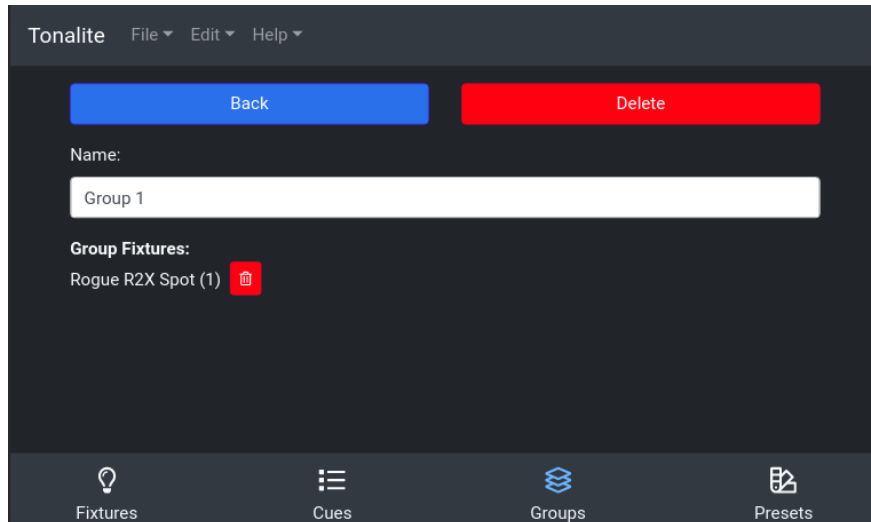 Tonalite File Edit Help
Back Delete
Name:
Group 1
Group Fixtures:
Rogue R2X Spot (1)
Fixtures Cues Groups Presets